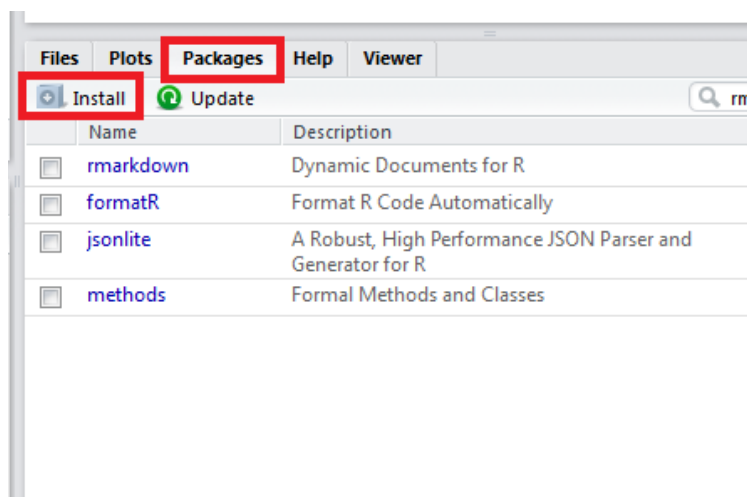 Files Plots Packages Help Viewer
Install Update rm
Name Description
rmarkdown Dynamic Documents for R
formatR Format R Code Automatically
jsonlite A Robust, High Performance JSON Parser and
Generator for R
methods Formal Methods and Classes